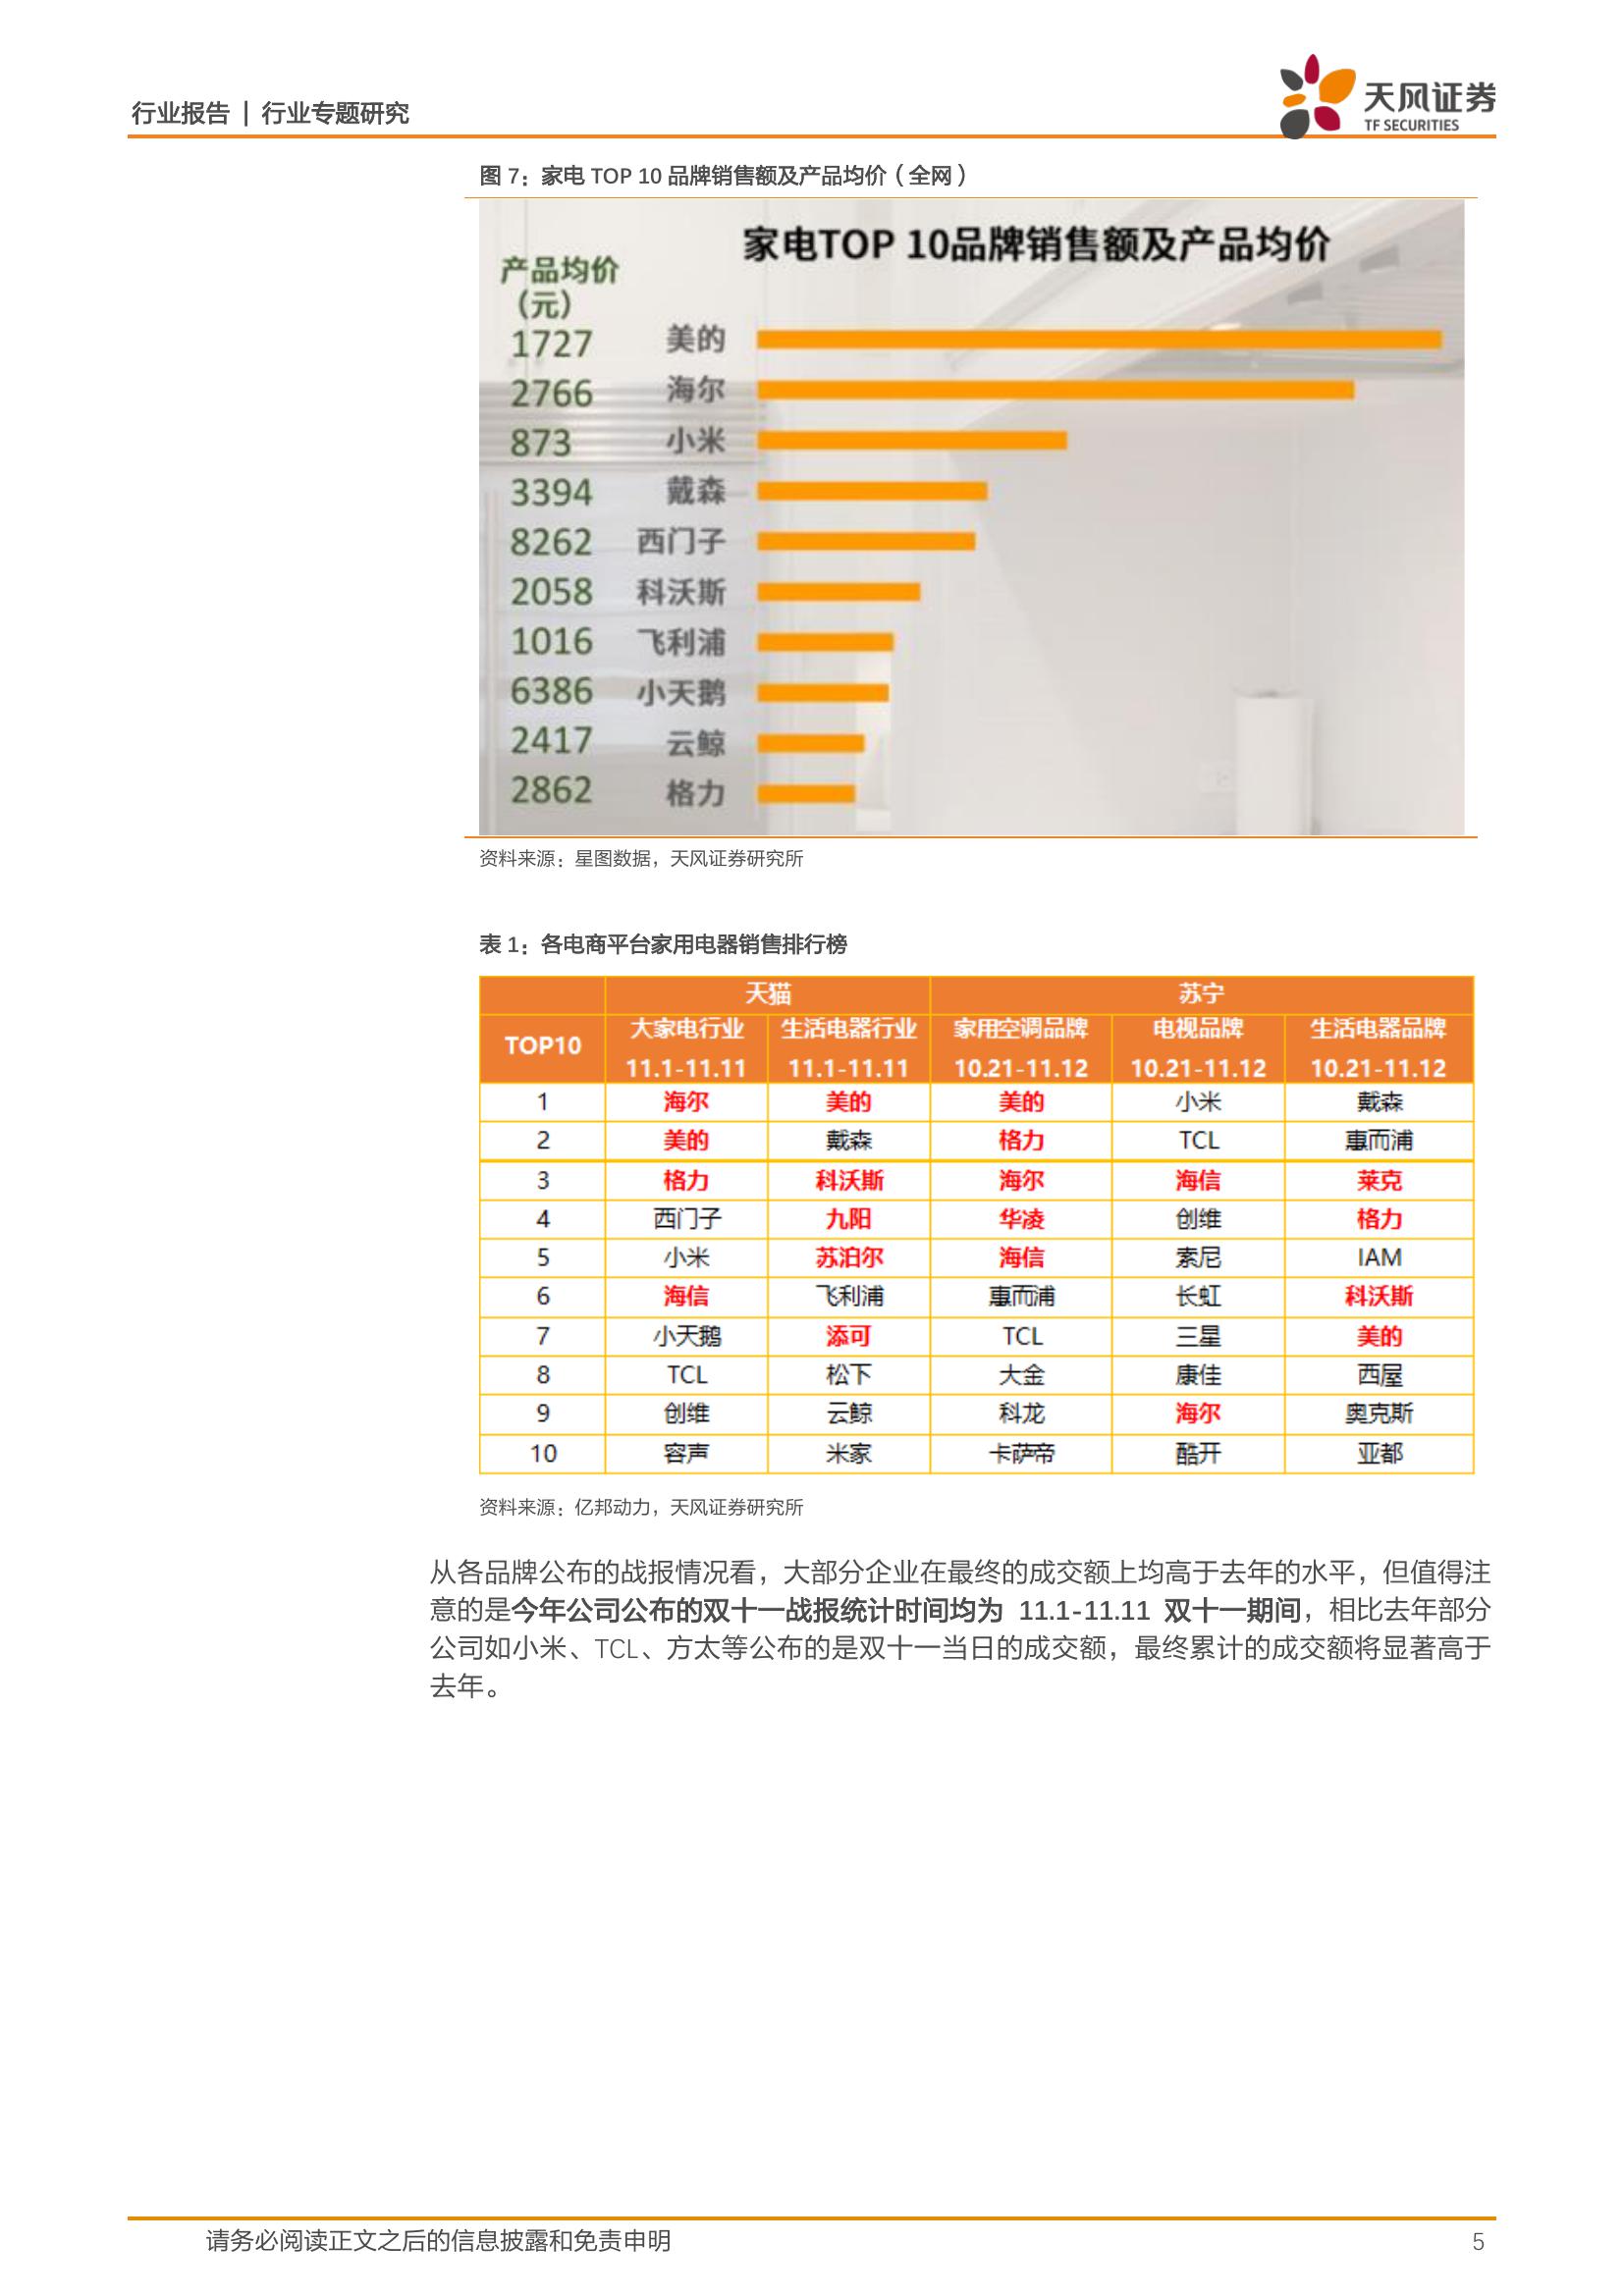 行业报告 | 行业专题研究
天风证券
TF SECURITIES
图 7：家电 TOP 10 品牌销售额及产品均价（全网）
家电TOP 10品牌销售额及产品均价
产品均价
（元）
1727 美的
2766 海尔
873 小米
3394 戴森
8262 西门子
2058 科沃斯
1016 飞利浦
6386 小天鹅
2417 云鲸
2862 格力
资料来源：星图数据，天风证券研究所
表 1：各电商平台家用电器销售排行榜
天猫 苏宁
TOP10 大家电行业 生活电器行业 家用空调品牌 电视品牌 生活电器品牌
11.1-11.11 11.1-11.11 10.21-11.12 10.21-11.12 10.21-11.12
1 海尔 美的 美的 小米 戴森
2 美的 戴森 格力 TCL 惠而浦
3 格力 科沃斯 海尔 海信 莱克
4 西门子 九阳 华凌 创维 格力
5 小米 苏泊尔 海信 索尼 IAM
6 海信 飞利浦 惠而浦 长虹 科沃斯
7 小天鹅 添可 TCL 三星 美的
8 TCL 松下 大金 康佳 西屋
9 创维 云鲸 科龙 海尔 奥克斯
10 容声 米家 卡萨帝 酷开 亚都
资料来源：亿邦动力，天风证券研究所
从各品牌公布的战报情况看，大部分企业在最终的成交额上均高于去年的水平，但值得注
意的是今年公司公布的双十一战报统计时间均为 11.1-11.11 双十一期间，相比去年部分
公司如小米、TCL、方太等公布的是双十一当日的成交额，最终累计的成交额将显著高于
去年。
请务必阅读正文之后的信息披露和免责申明 5